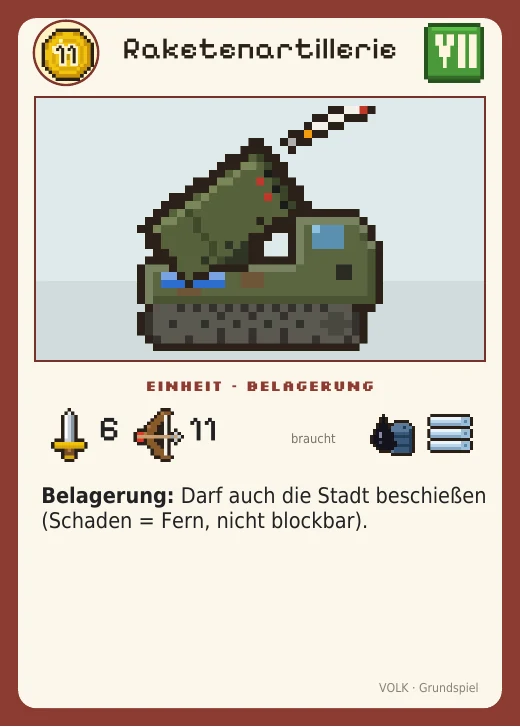 11 Raketenartillerie VII
EINHEIT - BELAGERUNG
6 11 braucht
Belagerung: Darf auch die Stadt beschießen
(Schaden = Fern, nicht blockbar).
VOLK · Grundspiel